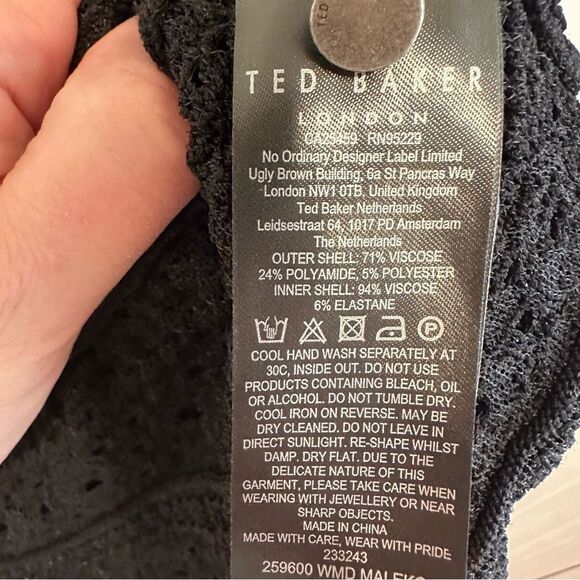 TED
TED BAKER
LONDON
CA25459 RN95229
No Ordinary Designer Label Limited
Ugly Brown Building, 6a St Pancras Way
London NW1 0TB. United Kingdom
Ted Baker Netherlands
Leidsestraat 64, 1017 PD Amsterdam
The Netherlands
OUTER SHELL: 71% VISCOSE
24% POLYAMIDE, 5% POLYESTER
INNER SHELL: 94% VISCOSE
6% ELASTANE
P
COOL HAND WASH SEPARATELY AT
30C, INSIDE OUT. DO NOT USE
PRODUCTS CONTAINING BLEACH, OIL
OR ALCOHOL. DO NOT TUMBLE DRY.
COOL IRON ON REVERSE. MAY BE
DRY CLEANED. DO NOT LEAVE IN
DIRECT SUNLIGHT. RE-SHAPE WHILST
DAMP. DRY FLAT. DUE TO THE
DELICATE NATURE OF THIS
GARMENT, PLEASE TAKE CARE WHEN
WEARING WITH JEWELLERY OR NEAR
SHARP OBJECTS.
MADE IN CHINA
MADE WITH CARE, WEAR WITH PRIDE
233243
259600 WMD